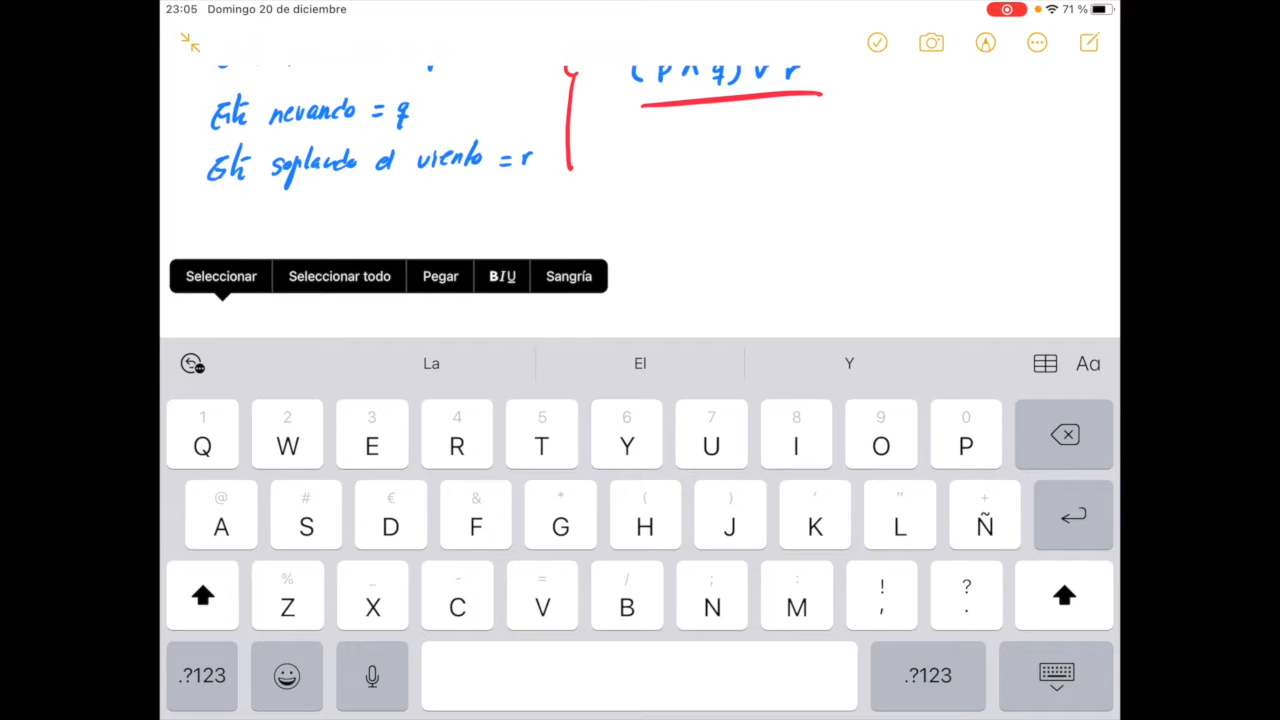 23:05 Domingo 20 de diciembre 71 %
(p ∧ q) ∨ r
Está nevando = q
Está soplando el viento = r
Seleccionar Seleccionar todo Pegar BIU Sangría
La El Y Aa
1 2 3 4 5 6 7 8 9 0
Q W E R T Y U I O P
@ # € & * ( ) ' " +
A S D F G H J K L Ñ
% _ - = / ; : ! ?
Z X C V B N M , .
.?123 .?123